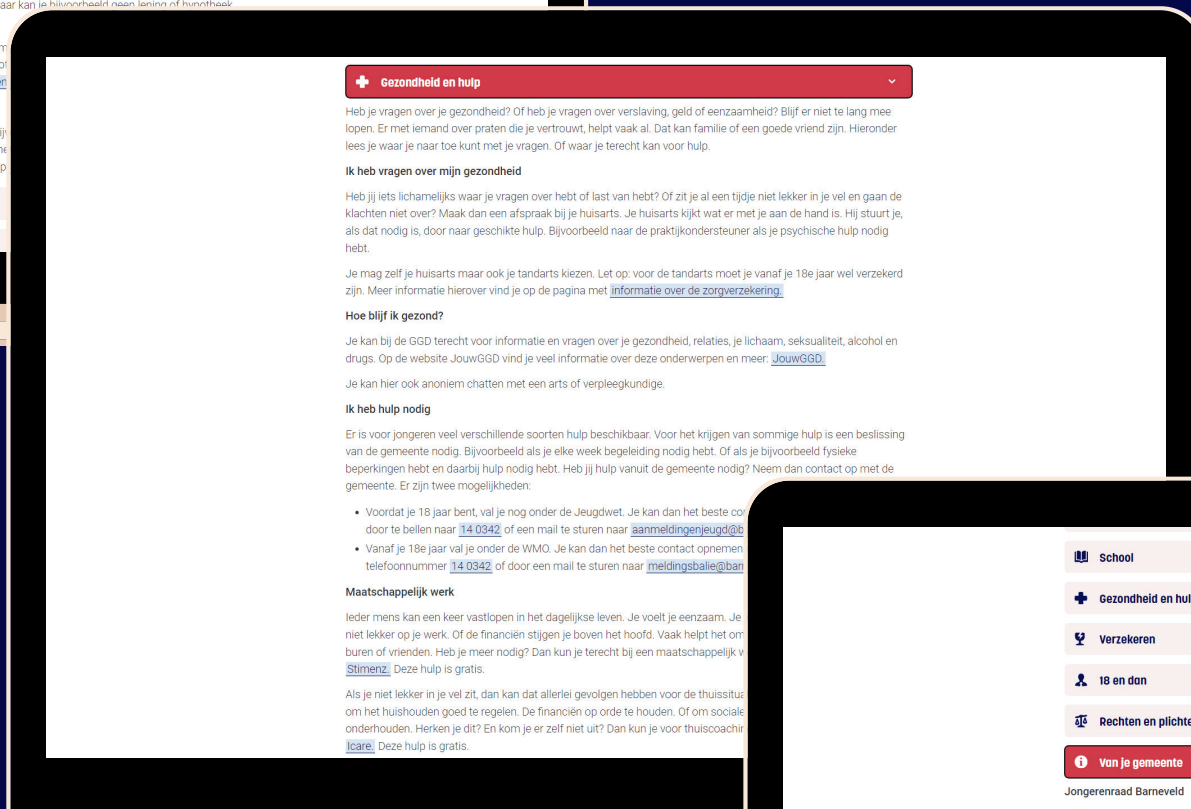 aar kan je bijvoorbeeld geen lening of hypotheek
Gezondheid en hulp
Heb je vragen over je gezondheid? Of heb je vragen over verslaving, geld of eenzaamheid? Blijf er niet te lang mee
lopen. Er met iemand over praten die je vertrouwt, helpt vaak al. Dat kan familie of een goede vriend zijn. Hieronder
lees je waar je naar toe kunt met je vragen. Of waar je terecht kan voor hulp.
Ik heb vragen over mijn gezondheid
Heb jij iets lichamelijks waar je vragen over hebt of last van hebt? Of zit je al een tijdje niet lekker in je vel en gaan de
klachten niet over? Maak dan een afspraak bij je huisarts. Je huisarts kijkt wat er met je aan de hand is. Hij stuurt je,
als dat nodig is, door naar geschikte hulp. Bijvoorbeeld naar de praktijkondersteuner als je psychische hulp nodig
hebt.
Je mag zelf je huisarts maar ook je tandarts kiezen. Let op: voor de tandarts moet je vanaf je 18e jaar wel verzekerd
zijn. Meer informatie hierover vind je op de pagina met informatie over de zorgverzekering.
Hoe blijf ik gezond?
Je kan bij de GGD terecht voor informatie en vragen over je gezondheid, relaties, je lichaam, seksualiteit, alcohol en
drugs. Op de website JouwGGD vind je veel informatie over deze onderwerpen en meer: JouwGGD.
Je kan hier ook anoniem chatten met een arts of verpleegkundige.
Ik heb hulp nodig
Er is voor jongeren veel verschillende soorten hulp beschikbaar. Voor het krijgen van sommige hulp is een beslissing
van de gemeente nodig. Bijvoorbeeld als je elke week begeleiding nodig hebt. Of als je bijvoorbeeld fysieke
beperkingen hebt en daarbij hulp nodig hebt. Heb jij hulp vanuit de gemeente nodig? Neem dan contact op met de
gemeente. Er zijn twee mogelijkheden:
• Voordat je 18 jaar bent, val je nog onder de Jeugdwet. Je kan dan het beste co
door te bellen naar 14 0342 of een mail te sturen naar aanmeldingenjeugd@b
• Vanaf je 18e jaar val je onder de WMO. Je kan dan het beste contact opnemen
telefoonnummer 14 0342 of door een mail te sturen naar meldingsbalie@bar
Maatschappelijk werk
Ieder mens kan een keer vastlopen in het dagelijkse leven. Je voelt je eenzaam. Je
niet lekker op je werk. Of de financiën stijgen je boven het hoofd. Vaak helpt het om
buren of vrienden. Heb je meer nodig? Dan kun je terecht bij een maatschappelijk w
Stimenz. Deze hulp is gratis.
Als je niet lekker in je vel zit, dan kan dat allerlei gevolgen hebben voor de thuissitua
om het huishouden goed te regelen. De financiën op orde te houden. Of om sociale
onderhouden. Herken je dit? En kom je er zelf niet uit? Dan kun je voor thuiscoachin
Icare. Deze hulp is gratis.
School
Gezondheid en hul
Verzekeren
18 en dan
Rechten en plichte
Van je gemeente
Jongerenraad Barneveld